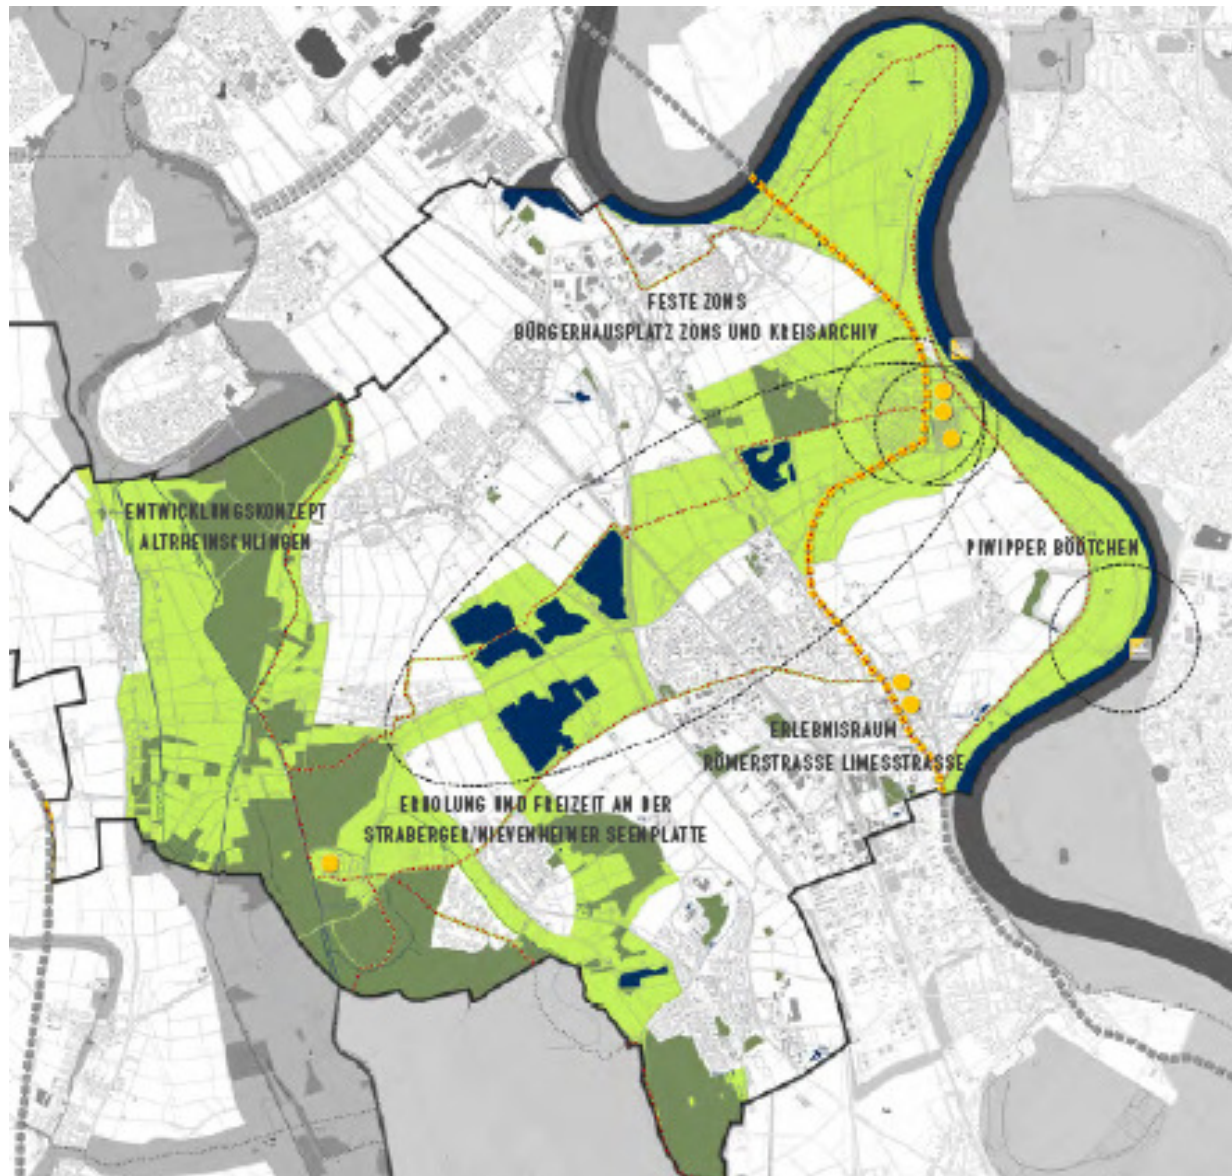 FESTE ZONS
BÜRGERHAUSPLATZ ZONS UND KREISARCHIV
ENTWICKLUNGSKONZEPT
ALTRHEINSCHLINGEN
PIWIPPER BÖÖTCHEN
ERLEBNISRAUM
RÖMERSTRASSE LIMESSTRASSE
ERHOLUNG UND FREIZEIT AN DER
STRABERGER/NIEVENHEIMER SEENPLATTE